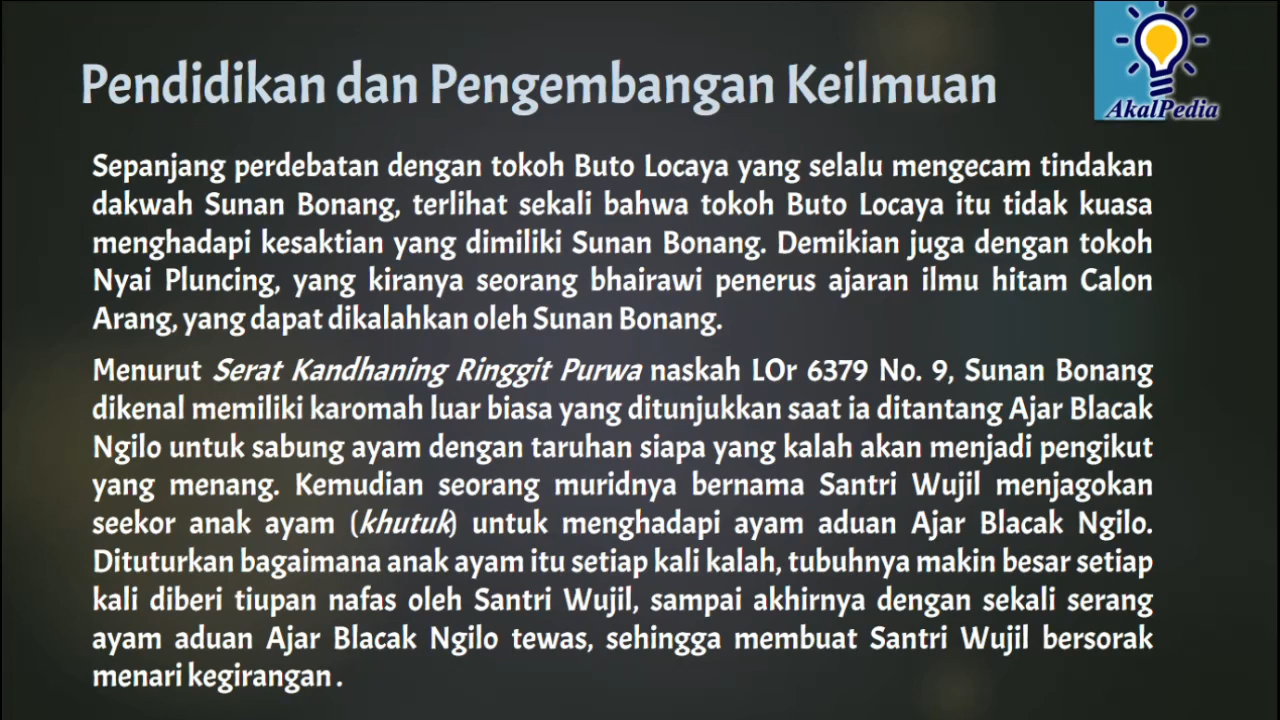 Pendidikan dan Pengembangan Keilmuan
AkalPedia
Sepanjang perdebatan dengan tokoh Buto Locaya yang selalu mengecam tindakan
dakwah Sunan Bonang, terlihat sekali bahwa tokoh Buto Locaya itu tidak kuasa
menghadapi kesaktian yang dimiliki Sunan Bonang. Demikian juga dengan tokoh
Nyai Pluncing, yang kiranya seorang bhairawi penerus ajaran ilmu hitam Calon
Arang, yang dapat dikalahkan oleh Sunan Bonang.
Menurut Serat Kandhaning Ringgit Purwa naskah LOr 6379 No. 9, Sunan Bonang
dikenal memiliki karomah luar biasa yang ditunjukkan saat ia ditantang Ajar Blacak
Ngilo untuk sabung ayam dengan taruhan siapa yang kalah akan menjadi pengikut
yang menang. Kemudian seorang muridnya bernama Santri Wujil menjagokan
seekor anak ayam (khutuk) untuk menghadapi ayam aduan Ajar Blacak Ngilo.
Dituturkan bagaimana anak ayam itu setiap kali kalah, tubuhnya makin besar setiap
kali diberi tiupan nafas oleh Santri Wujil, sampai akhirnya dengan sekali serang
ayam aduan Ajar Blacak Ngilo tewas, sehingga membuat Santri Wujil bersorak
menari kegirangan .